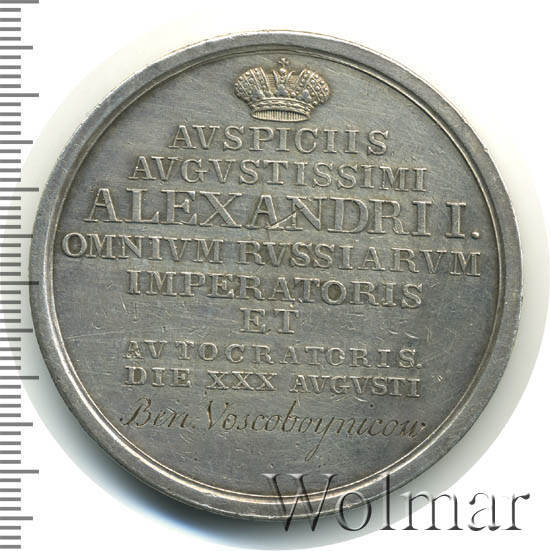 AVSPICIIS
AVGVSTISSIMI
ALEXANDRI I.
OMNIVM RVSSIARVM
IMPERATORIS
ET
AVTOCRATORIS.
DIE XXX AVGVSTI
Ben. Voscoboynicow
Wolmar